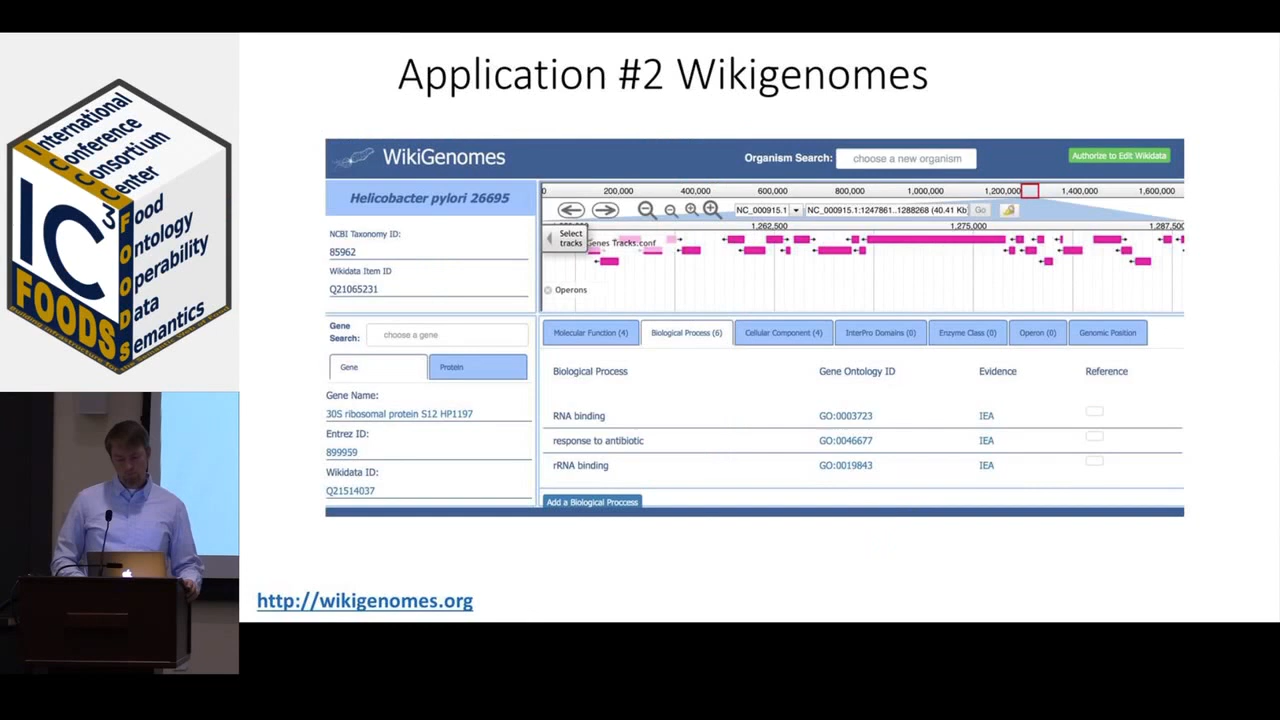 Application #2 Wikigenomes
International
Conference
Consortium
Center
Food
Ontology
Operability
Data
Semantics
IC3
FOODS
WikiGenomes
Organism Search:
choose a new organism
Authorize to Edit Wikidata
Helicobacter pylori 26695
NCBI Taxonomy ID:
85962
Wikidata Item ID
Q21065231
0 200,000 400,000 600,000 800,000 1,000,000 1,200,000 1,400,000 1,600,000
NC_000915.1 NC_000915.1:1247861..1288268 (40.41 Kb) Go
1,262,500 1,275,000 1,287,500
Select
tracks
Genes Tracks.conf
Operons
Gene
Search:
choose a gene
Gene Protein
Gene Name:
30S ribosomal protein S12 HP1197
Entrez ID:
899959
Wikidata ID:
Q21514037
Molecular Function (4) Biological Process (6) Cellular Component (4) InterPro Domains (0) Enzyme Class (0) Operon (0) Genomic Position
Biological Process Gene Ontology ID Evidence Reference
RNA binding GO:0003723 IEA
response to antibiotic GO:0046677 IEA
rRNA binding GO:0019843 IEA
Add a Biological Proccess
http://wikigenomes.org